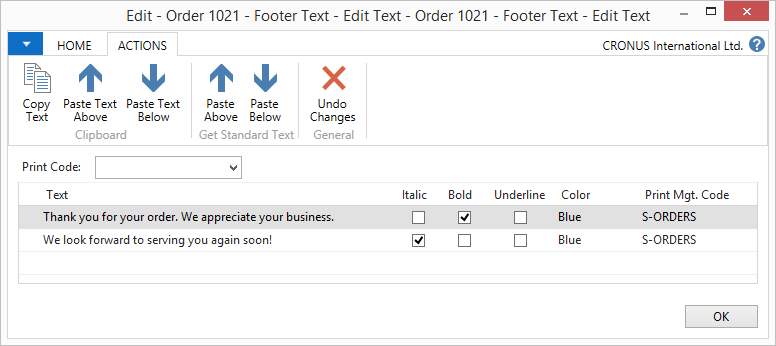 Edit - Order 1021 - Footer Text - Edit Text - Order 1021 - Footer Text - Edit Text
HOME ACTIONS CRONUS International Ltd. ?
Copy Text Paste Text Above Paste Text Below Paste Above Paste Below Undo Changes
Clipboard Get Standard Text General
Print Code:
Text Italic Bold Underline Color Print Mgt. Code
Thank you for your order. We appreciate your business. Blue S-ORDERS
We look forward to serving you again soon! Blue S-ORDERS
OK